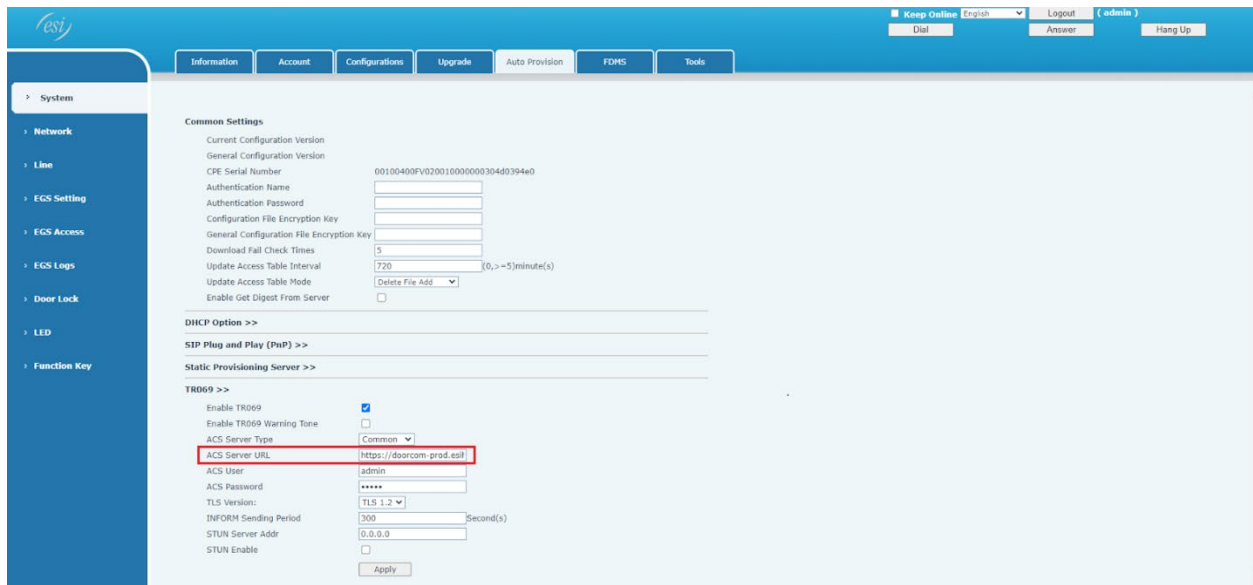 Keep Online English Logout ( admin )
esi
Dial Answer Hang Up
Information Account Configurations Upgrade Auto Provision FDMS Tools
› System
› Network
› Line
› EGS Setting
› EGS Access
› EGS Logs
› Door Lock
› LED
› Function Key
Common Settings
Current Configuration Version
General Configuration Version
CPE Serial Number 00100400FV020010000000304d0394e0
Authentication Name
Authentication Password
Configuration File Encryption Key
General Configuration File Encryption Key
Download Fail Check Times 5
Update Access Table Interval 720 (0,>=5)minute(s)
Update Access Table Mode Delete File Add
Enable Get Digest From Server
DHCP Option >>
SIP Plug and Play (PnP) >>
Static Provisioning Server >>
TR069 >>
Enable TR069
Enable TR069 Warning Tone
ACS Server Type Common
ACS Server URL https://doorcom-prod.esi
ACS User admin
ACS Password •••••
TLS Version: TLS 1.2
INFORM Sending Period 300 Second(s)
STUN Server Addr 0.0.0.0
STUN Enable
Apply